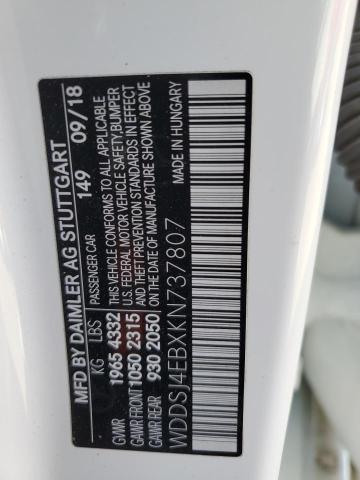 MFD BY DAIMLER AG STUTTGART
PASSENGER CAR 149 09/18
KG LBS
GVWR 1965 4332
GAWR FRONT 1050 2315
GAWR REAR 930 2050
THIS VEHICLE CONFORMS TO ALL APPLICABLE
U.S. FEDERAL MOTOR VEHICLE SAFETY, BUMPER
AND THEFT PREVENTION STANDARDS IN EFFECT
ON THE DATE OF MANUFACTURE SHOWN ABOVE
MADE IN HUNGARY
WDDSJ4EBXKN737807